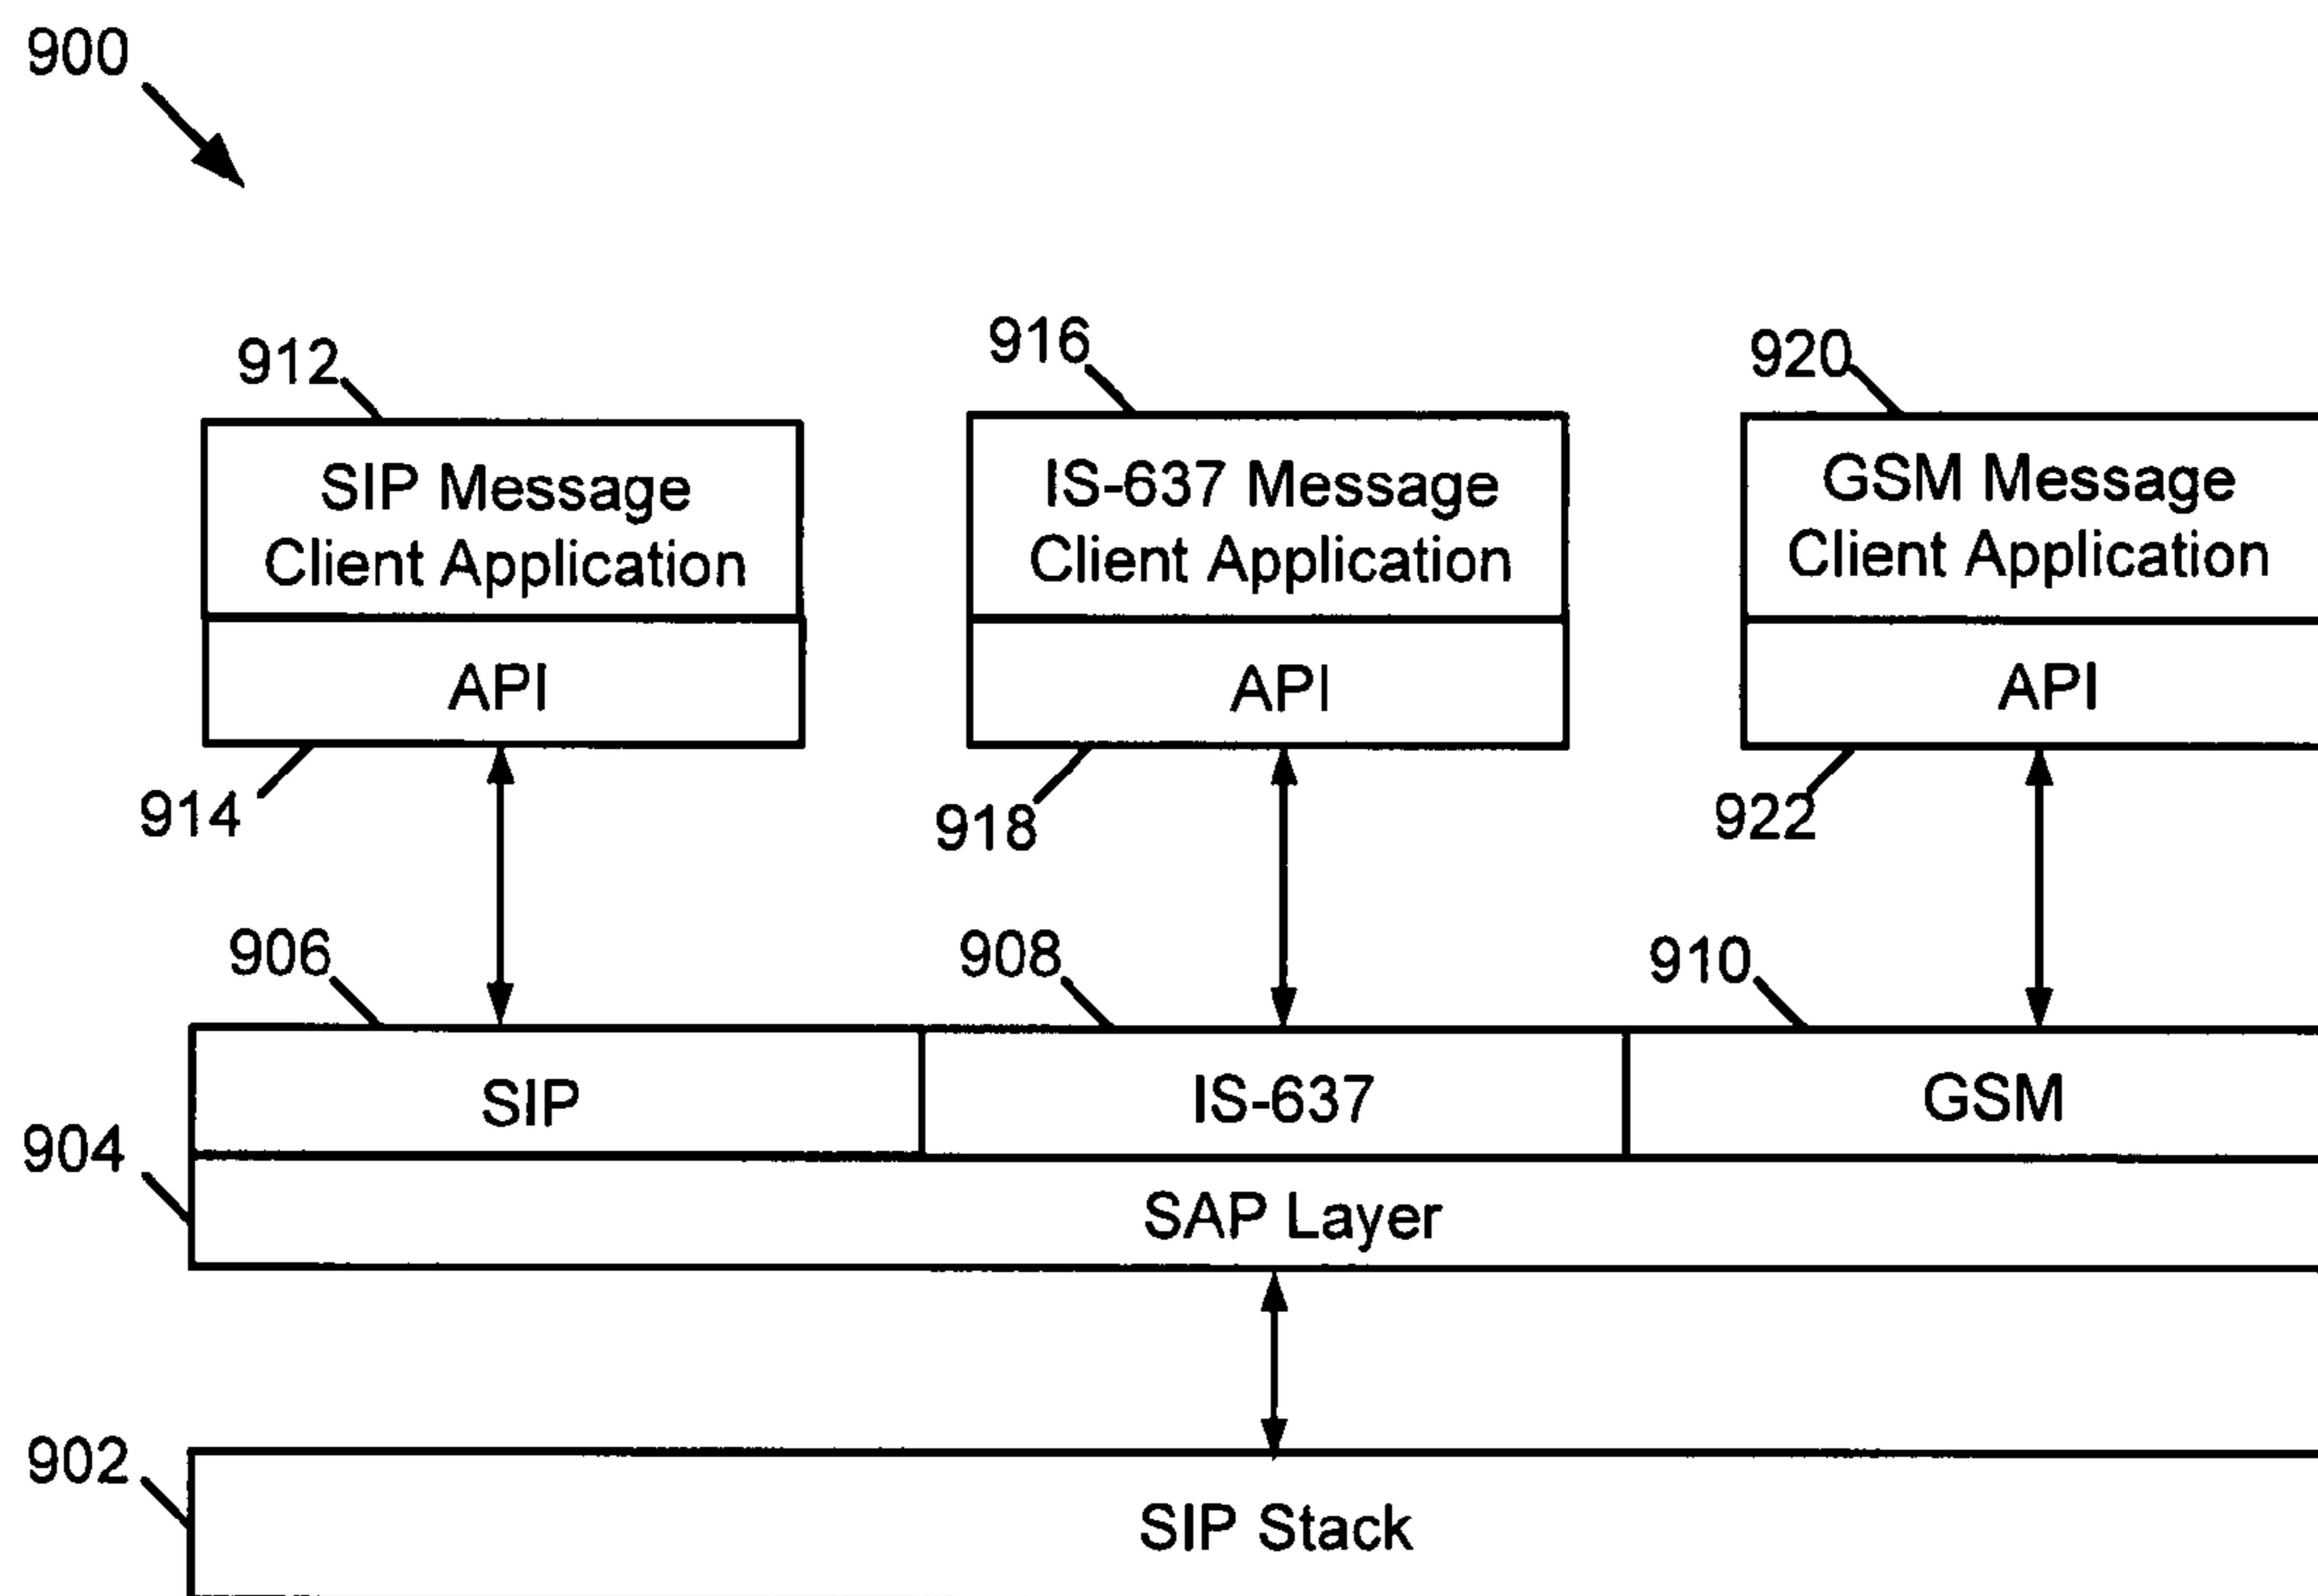 900
912
916
920
SIP Message
Client Application
IS-637 Message
Client Application
GSM Message
Client Application
API
API
API
914
918
922
906
908
910
SIP
IS-637
GSM
904
SAP Layer
902
SIP Stack